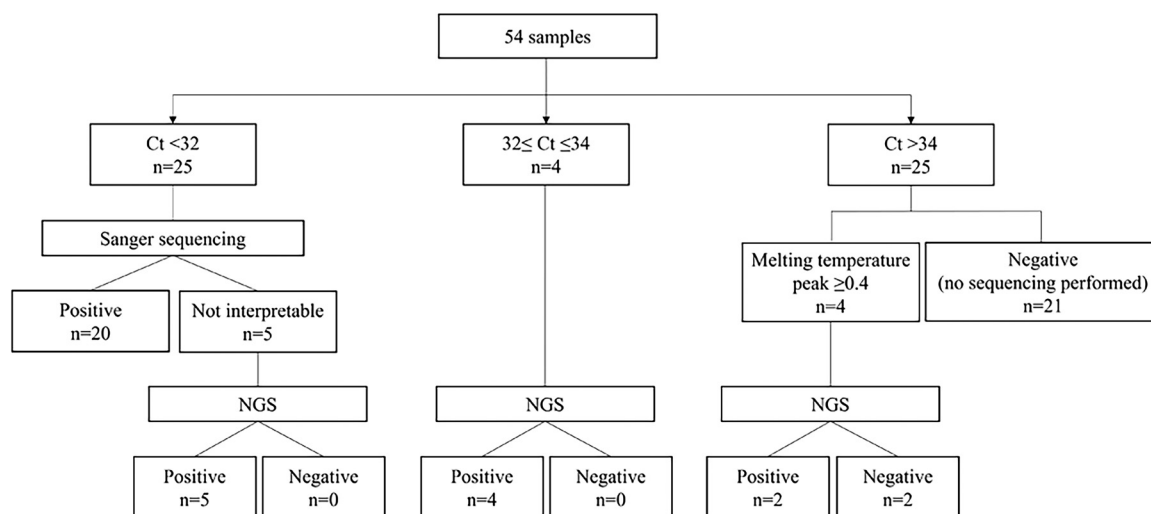 54 samples
Ct <32
n=25
32≤ Ct ≤34
n=4
Ct >34
n=25
Sanger sequencing
Melting temperature
peak ≥0.4
n=4
Negative
(no sequencing performed)
n=21
Positive
n=20
Not interpretable
n=5
NGS
NGS
NGS
Positive
n=5
Negative
n=0
Positive
n=4
Negative
n=0
Positive
n=2
Negative
n=2